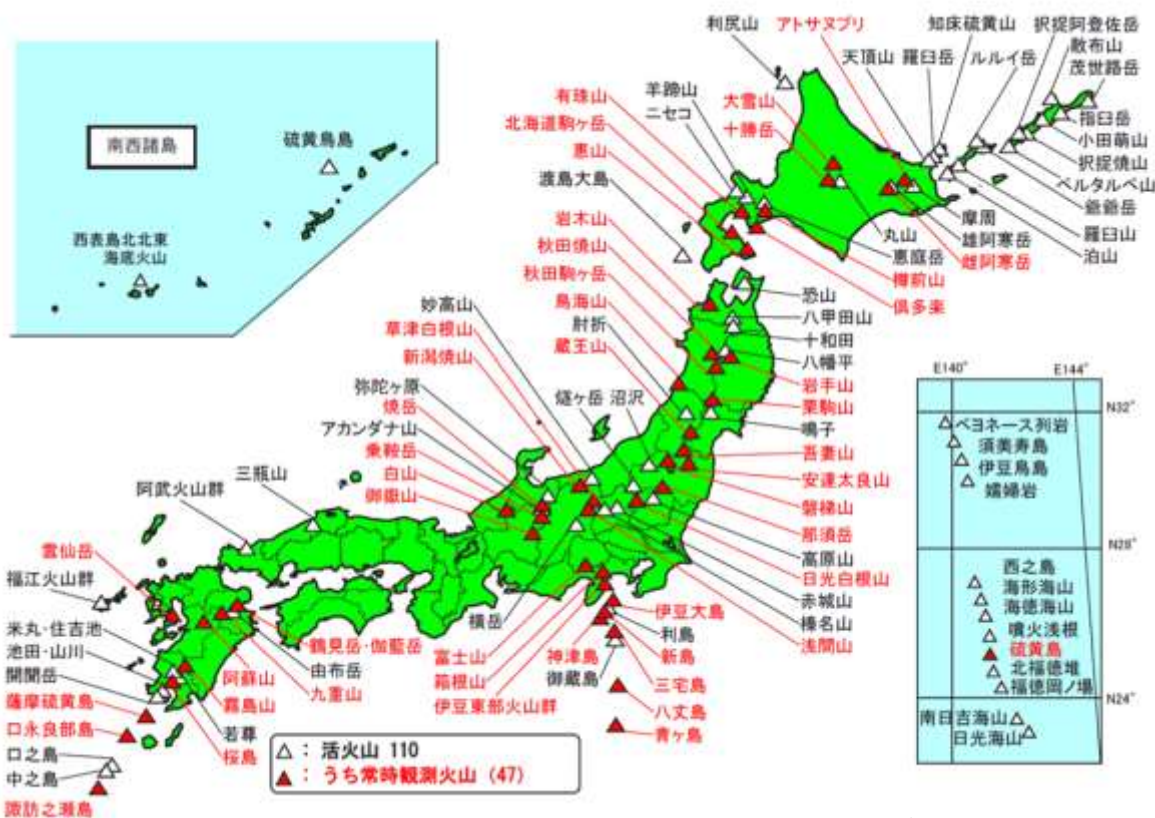 南西諸島
硫黄鳥島
西表島北北東
海底火山
利尻山
アトサヌプリ
知床硫黄山
天頂山
羅臼岳
ルルイ岳
択捉阿登佐岳
散布山
茂世路岳
指臼岳
小田萌山
択捉焼山
ベルタルベ山
爺爺岳
羅臼山
泊山
羊蹄山
ニセコ
大雪山
十勝岳
有珠山
北海道駒ヶ岳
恵山
渡島大島
摩周
雄阿寒岳
雌阿寒岳
丸山
恵庭岳
樽前山
倶多楽
岩木山
秋田焼山
秋田駒ヶ岳
鳥海山
肘折
蔵王山
恐山
八甲田山
十和田
八幡平
岩手山
栗駒山
鳴子
吾妻山
安達太良山
磐梯山
那須岳
高原山
日光白根山
赤城山
榛名山
浅間山
妙高山
草津白根山
新潟焼山
弥陀ヶ原
焼岳
アカンダナ山
乗鞍岳
白山
御嶽山
燧ヶ岳
沼沢
三瓶山
阿武火山群
横岳
富士山
箱根山
伊豆東部火山群
伊豆大島
利島
新島
神津島
三宅島
御蔵島
八丈島
青ヶ島
雲仙岳
福江火山群
米丸・住吉池
池田・山川
開聞岳
薩摩硫黄島
口永良部島
口之島
中之島
諏訪之瀬島
鶴見岳・伽藍岳
由布岳
九重山
阿蘇山
霧島山
若尊
桜島
△ : 活火山 110
▲ : うち常時観測火山 (47)
E140°
E144°
N32°
ベヨネース列岩
須美寿島
伊豆鳥島
孀婦岩
N28°
西之島
海形海山
海徳海山
噴火浅根
硫黄島
北福徳堆
福徳岡ノ場
N24°
南日吉海山
日光海山